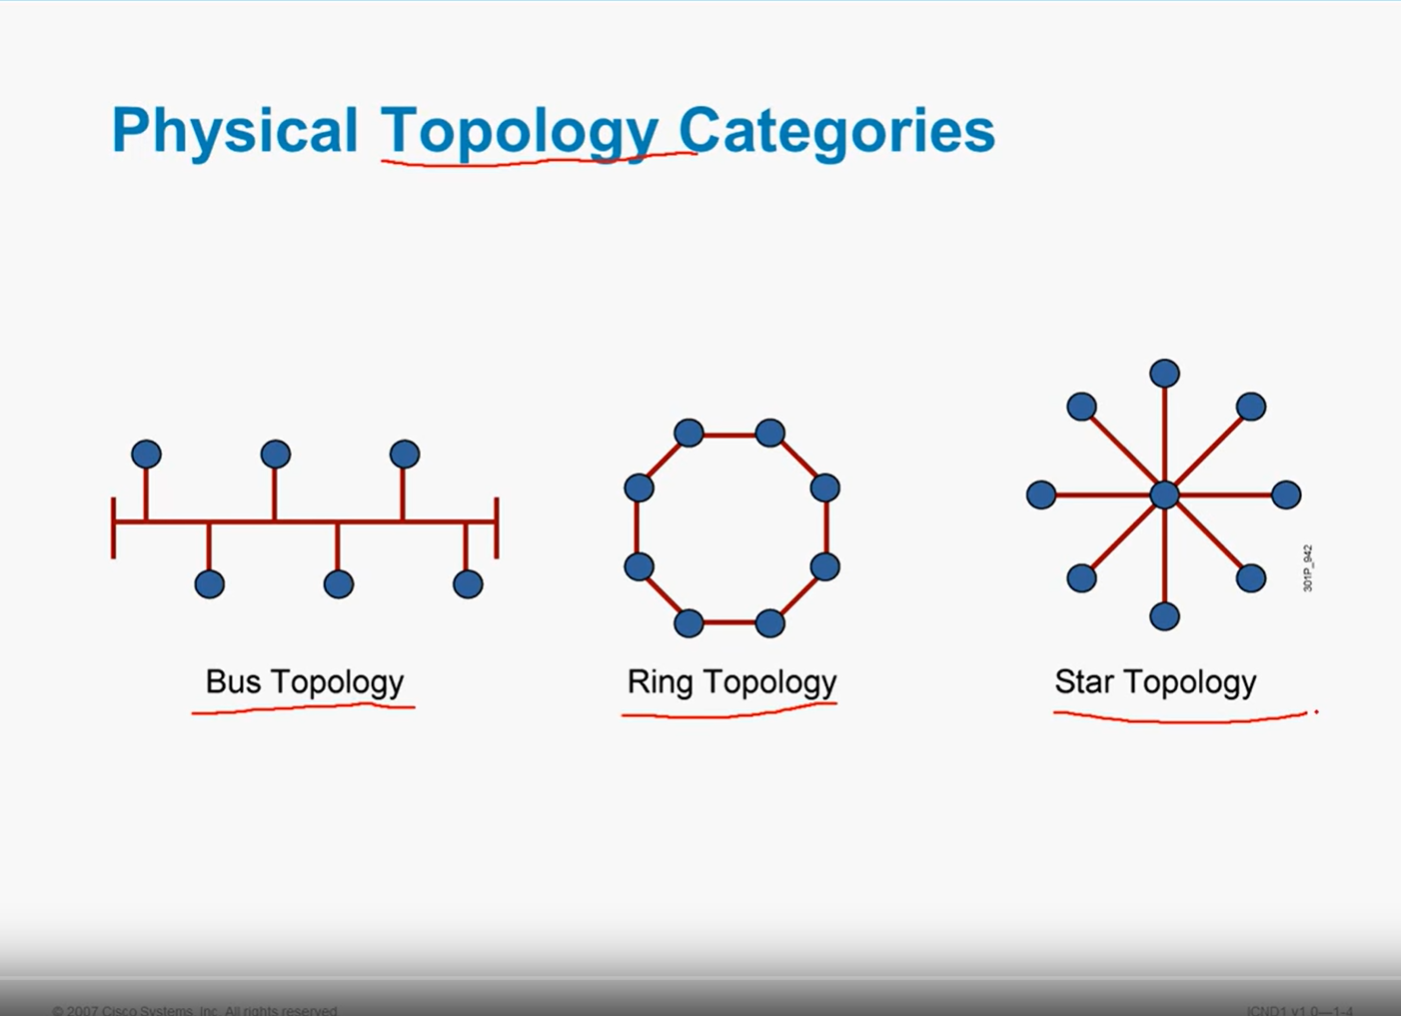 Physical Topology Categories
Bus Topology
Ring Topology
Star Topology
301P_942
© 2007 Cisco Systems, Inc. All rights reserved.
ICND1 v1.0—1-4